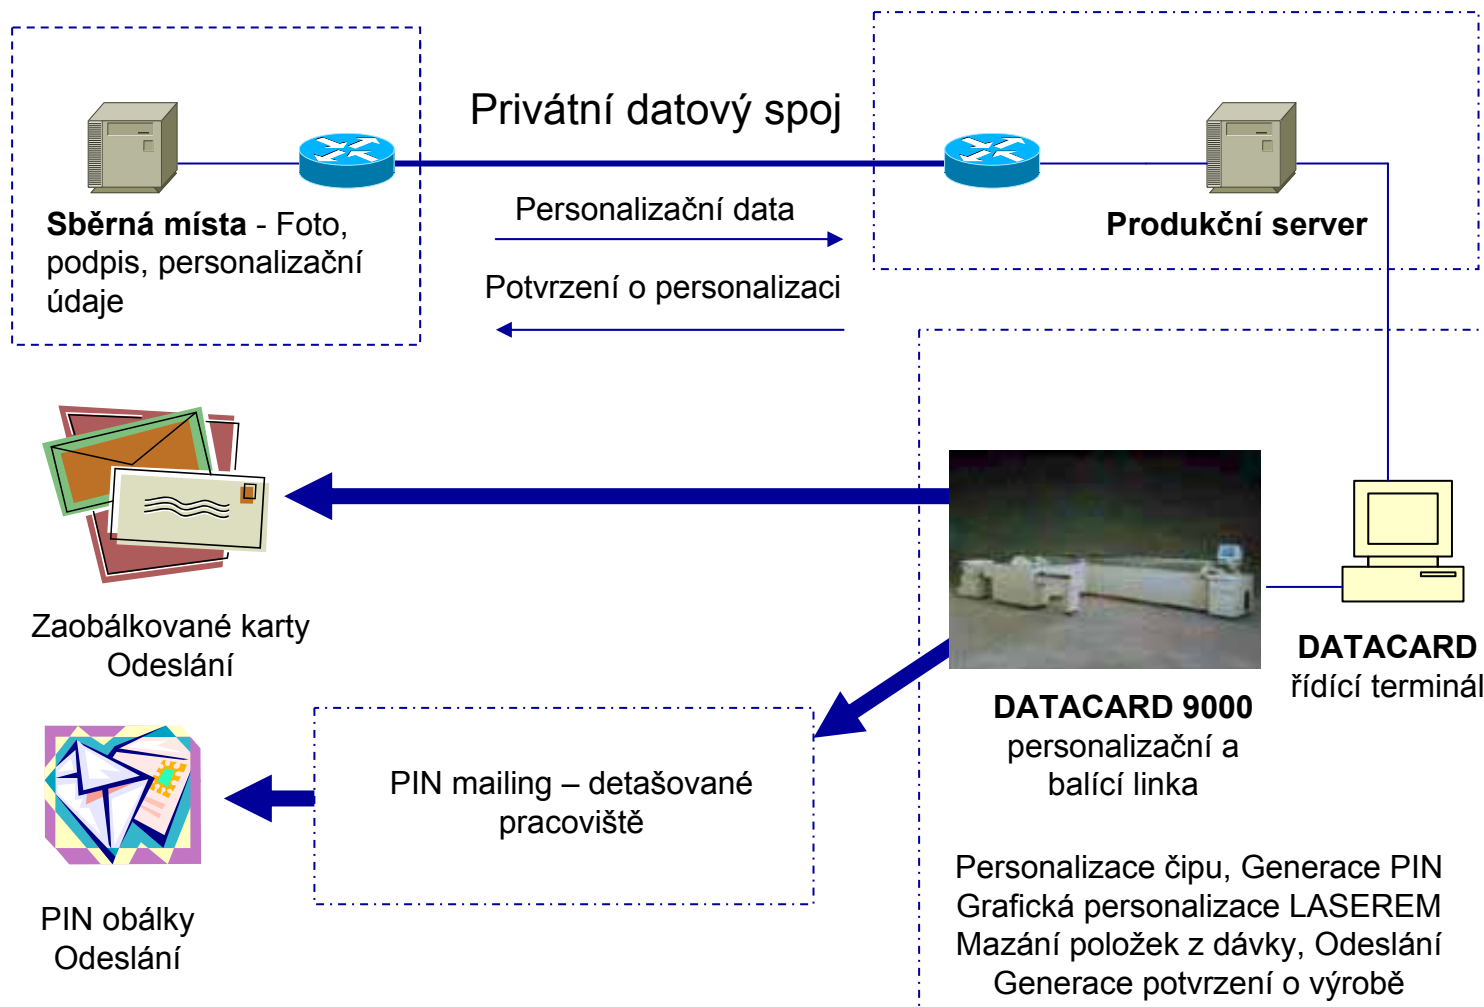 Privátní datový spoj
Sběrná místa - Foto,
podpis, personalizační
údaje
Personalizační data
Potvrzení o personalizaci
Produkční server
Zaobálkované karty
Odeslání
DATACARD
řídící terminál
DATACARD 9000
personalizační a
balící linka
PIN mailing – detašované
pracoviště
PIN obálky
Odeslání
Personalizace čipu, Generace PIN
Grafická personalizace LASEREM
Mazání položek z dávky, Odeslání
Generace potvrzení o výrobě